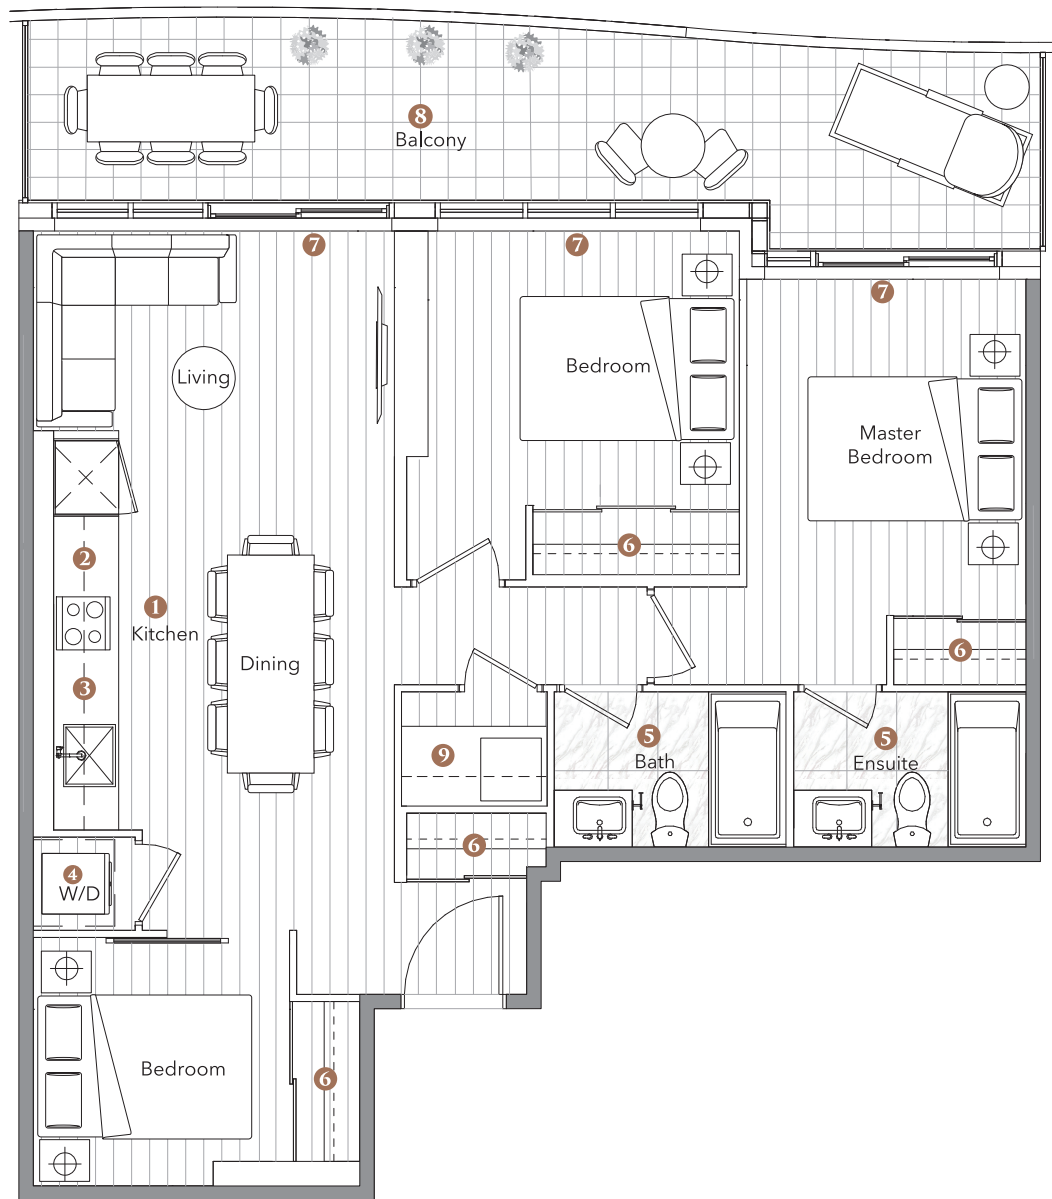 8
Balcony
7
7
7
Living
Bedroom
Master
Bedroom
2
6
1
Kitchen
Dining
6
3
5
Bath
5
Ensuite
9
6
4
W/D
Bedroom
6